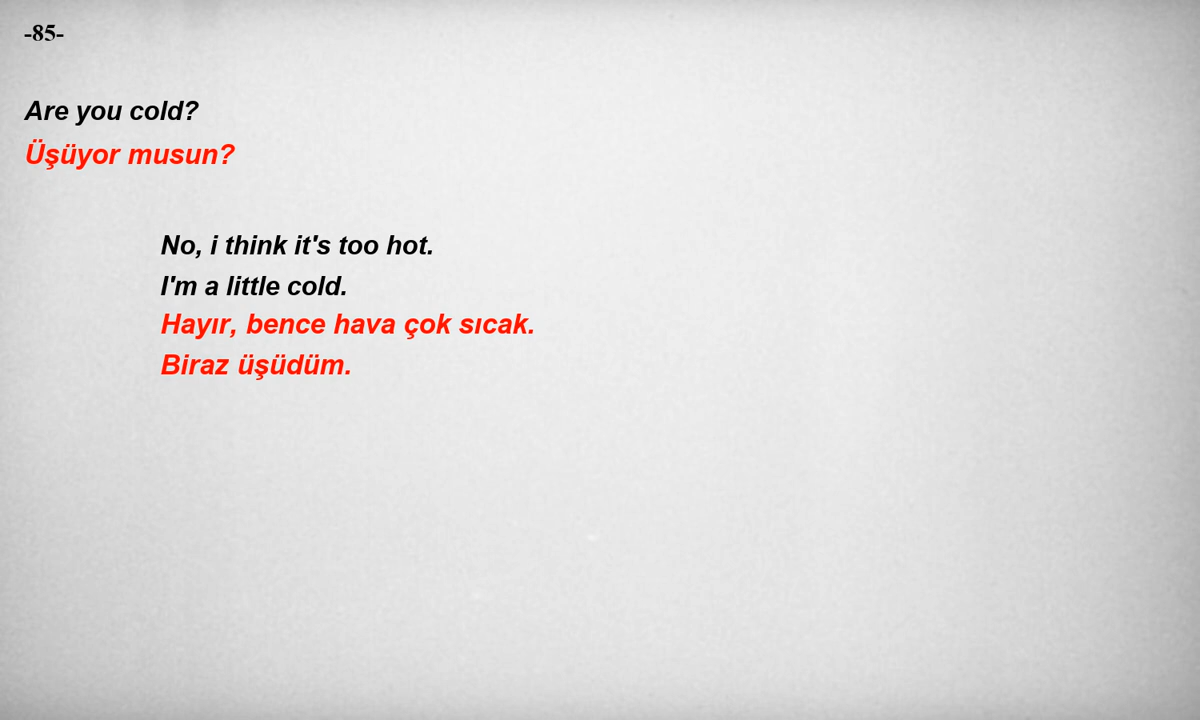 -85-
Are you cold?
Üşüyor musun?
No, i think it's too hot.
I'm a little cold.
Hayır, bence hava çok sıcak.
Biraz üşüdüm.